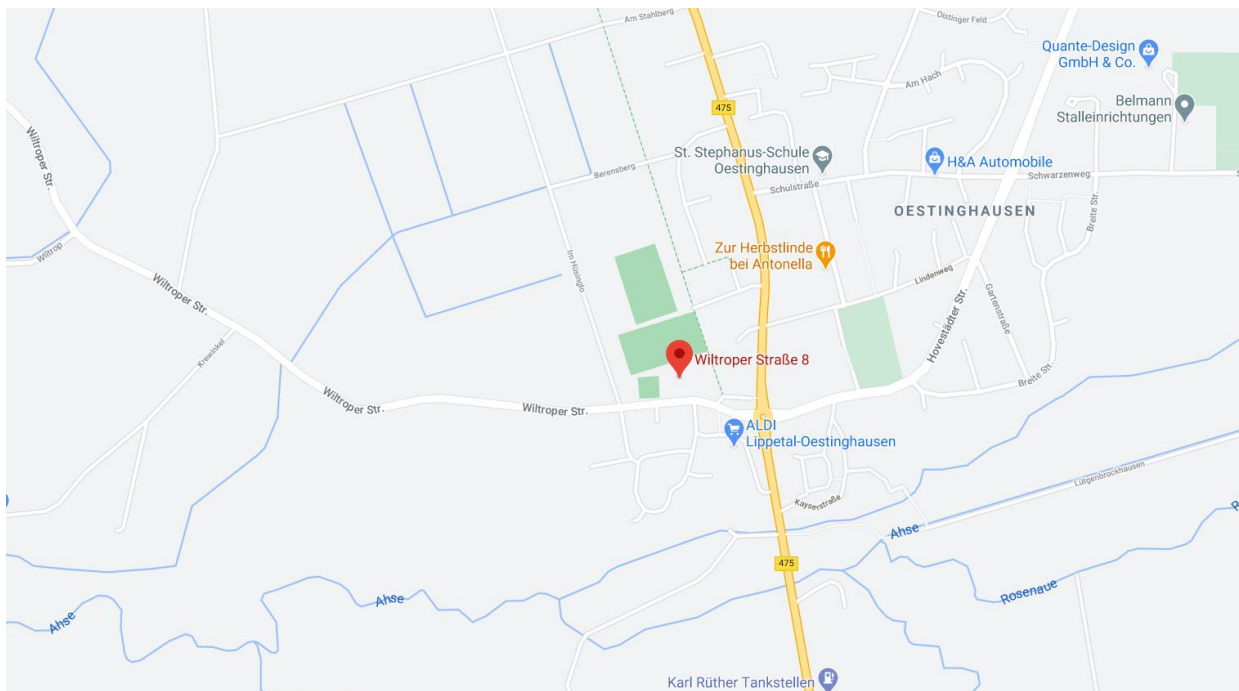 Am Stahlberg
Olstinger Feld
Quante-Design
GmbH & Co.
Am Hach
475
Belmann
Stalleinrichtungen
Wiltroper Str.
St. Stephanus-Schule
Oestinghausen
H&A Automobile
Berensberg
Schulstraße
Schwarzenweg
OESTINGHAUSEN
Breite Str.
Wiltrop
Zur Herbstlinde
bei Antonella
Im Hüsinglo
Lindenweg
Wiltroper Str.
Gartenstraße
Hovestädter Str.
Krewinkel
Wiltroper Straße 8
Breite Str.
Wiltroper Str.
Wiltroper Str.
ALDI
Lippetal-Oestinghausen
Lütgenbrockhausen
Kayserstraße
Ahse
475
Rosenaue
Ahse
Ahse
Karl Rüther Tankstellen